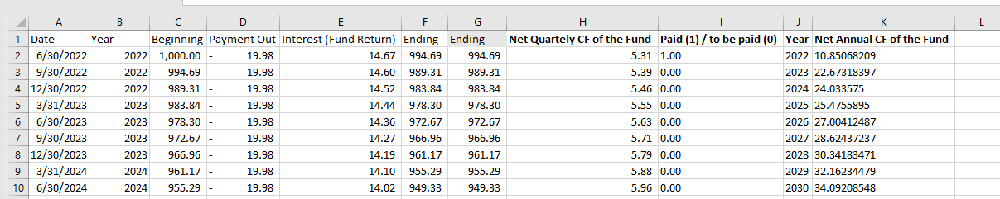 A B C D E F G H I J K L
1 Date Year Beginning Payment Out Interest (Fund Return) Ending Ending Net Quartely CF of the Fund Paid (1) / to be paid (0) Year Net Annual CF of the Fund
2 6/30/2022 2022 1,000.00 - 19.98 14.67 994.69 994.69 5.31 1.00 2022 10.85068209
3 9/30/2022 2022 994.69 - 19.98 14.60 989.31 989.31 5.39 0.00 2023 22.67318397
4 12/30/2022 2022 989.31 - 19.98 14.52 983.84 983.84 5.46 0.00 2024 24.033575
5 3/31/2023 2023 983.84 - 19.98 14.44 978.30 978.30 5.55 0.00 2025 25.4755895
6 6/30/2023 2023 978.30 - 19.98 14.36 972.67 972.67 5.63 0.00 2026 27.00412487
7 9/30/2023 2023 972.67 - 19.98 14.27 966.96 966.96 5.71 0.00 2027 28.62437237
8 12/30/2023 2023 966.96 - 19.98 14.19 961.17 961.17 5.79 0.00 2028 30.34183471
9 3/31/2024 2024 961.17 - 19.98 14.10 955.29 955.29 5.88 0.00 2029 32.16234479
10 6/30/2024 2024 955.29 - 19.98 14.02 949.33 949.33 5.96 0.00 2030 34.09208548